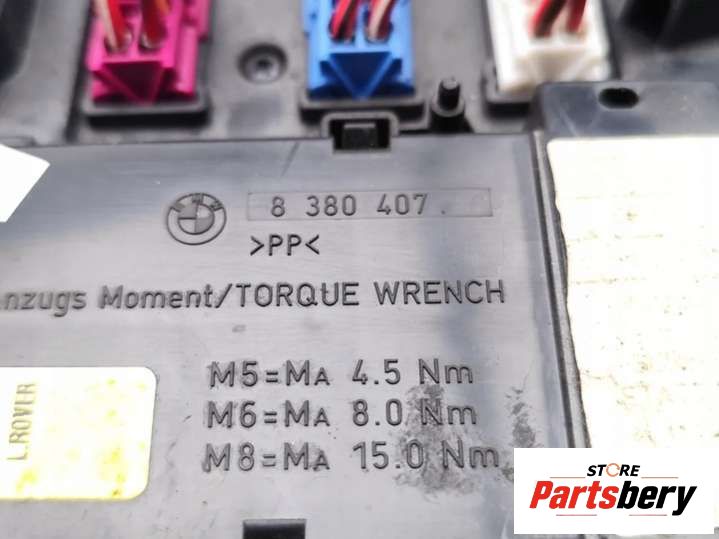 BMW
8 380 407
>PP<
nzugs Moment/TORQUE WRENCH
M5=MA 4.5 Nm
M6=MA 8.0 Nm
M8=MA 15.0 Nm
L.ROVER
STORE
Partsbery